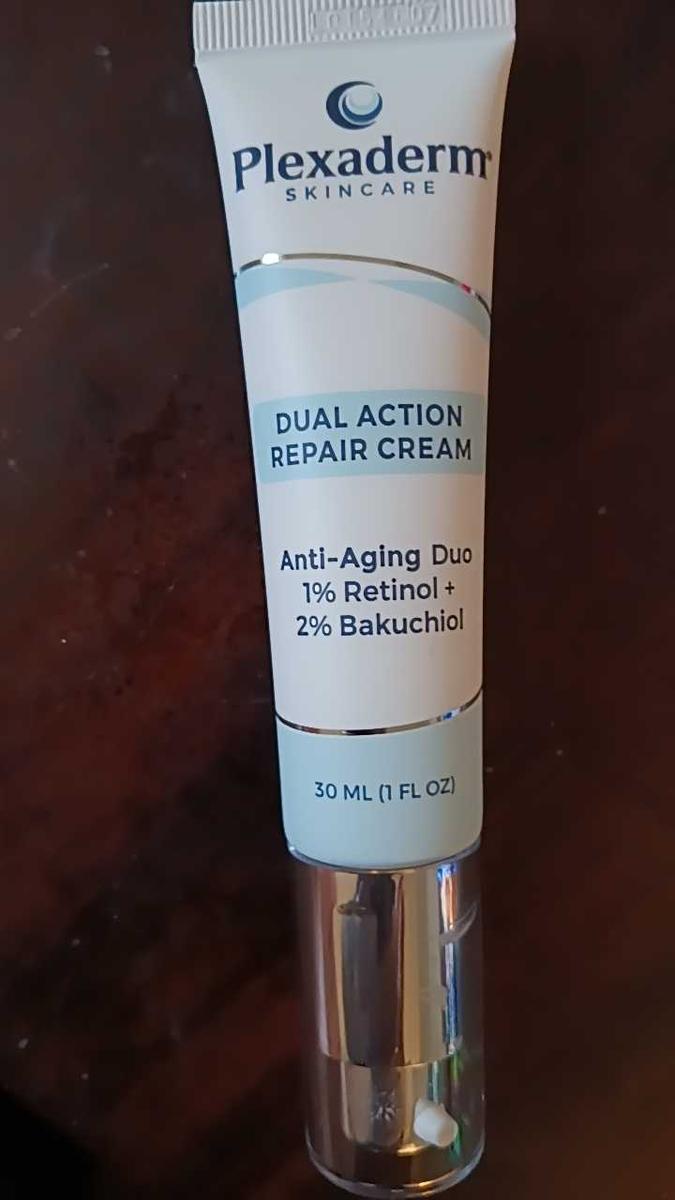 Plexaderm®
SKINCARE
DUAL ACTION
REPAIR CREAM
Anti-Aging Duo
1% Retinol +
2% Bakuchiol
30 ML (1 FL OZ)